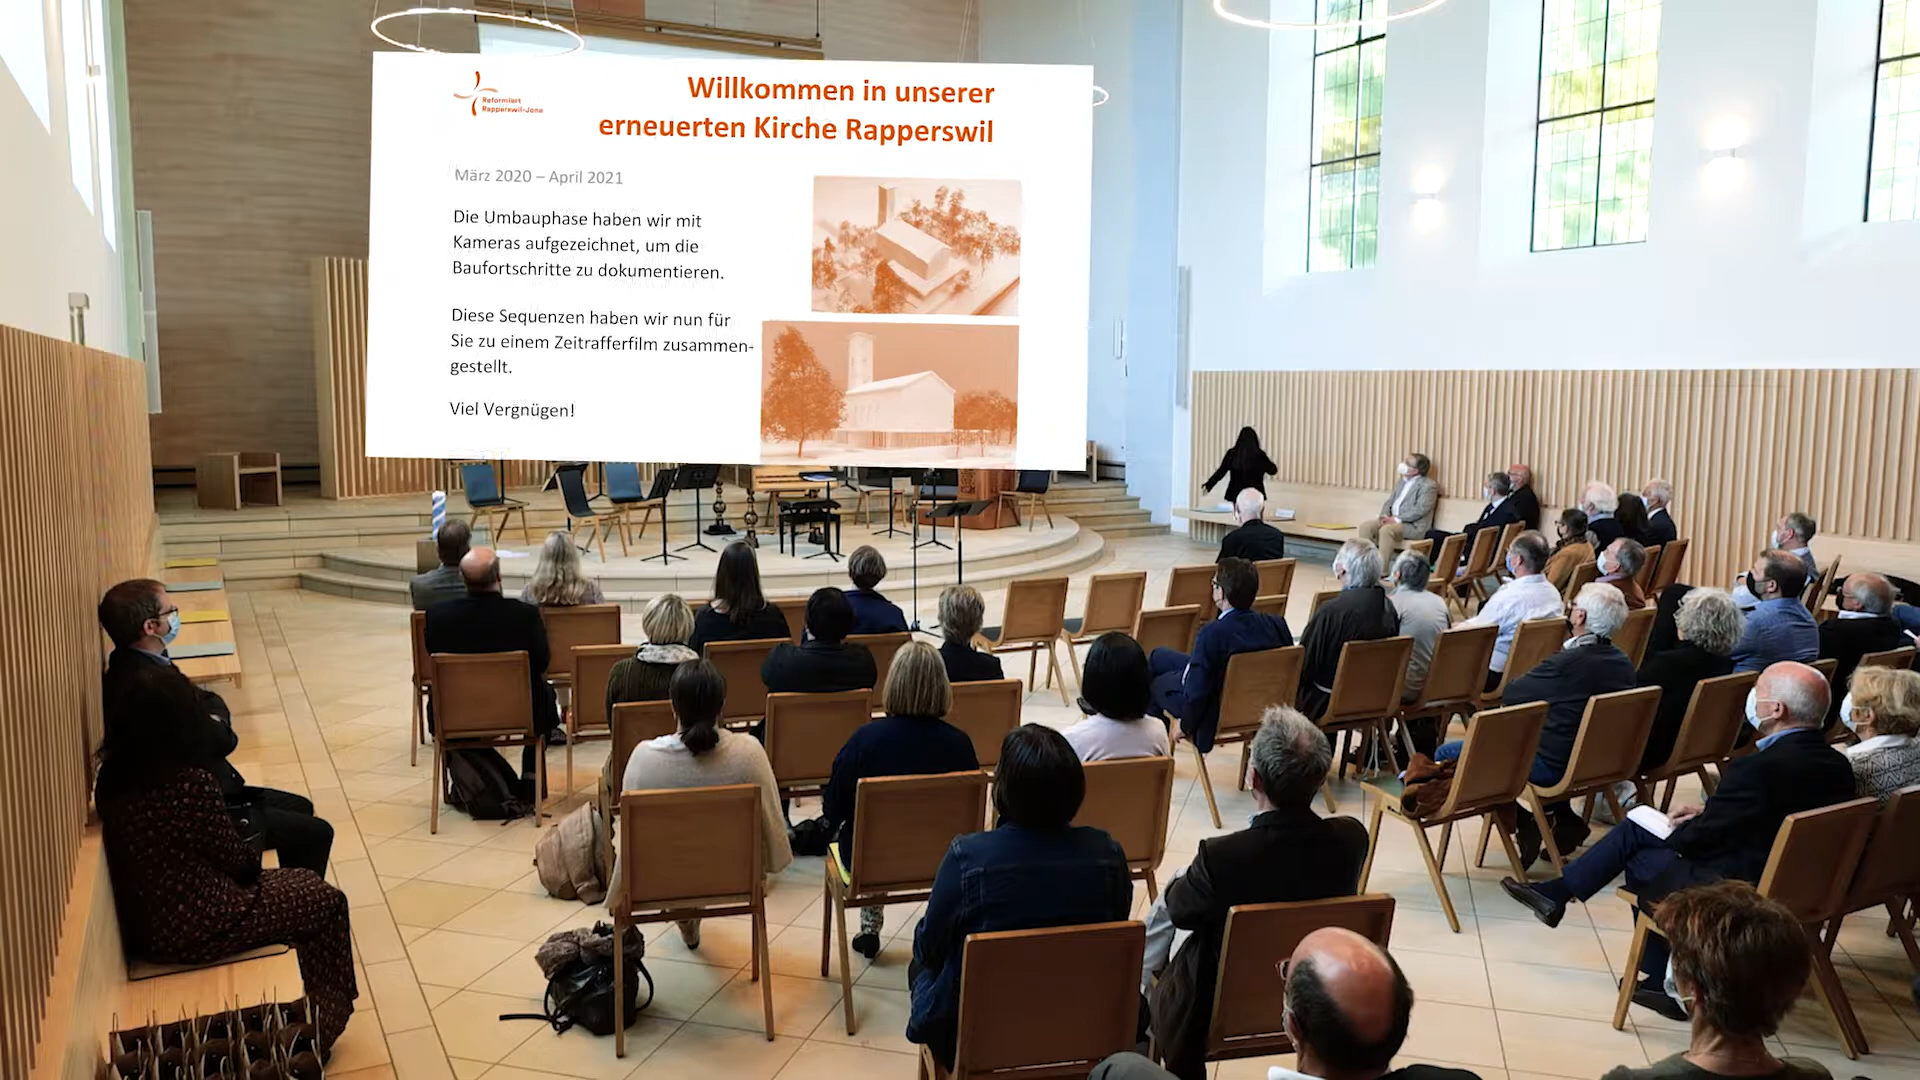 Reformiert
Rapperswil-Jona
Willkommen in unserer
erneuerten Kirche Rapperswil
März 2020 – April 2021
Die Umbauphase haben wir mit
Kameras aufgezeichnet, um die
Baufortschritte zu dokumentieren.
Diese Sequenzen haben wir nun für
Sie zu einem Zeitrafferfilm zusammen-
gestellt.
Viel Vergnügen!